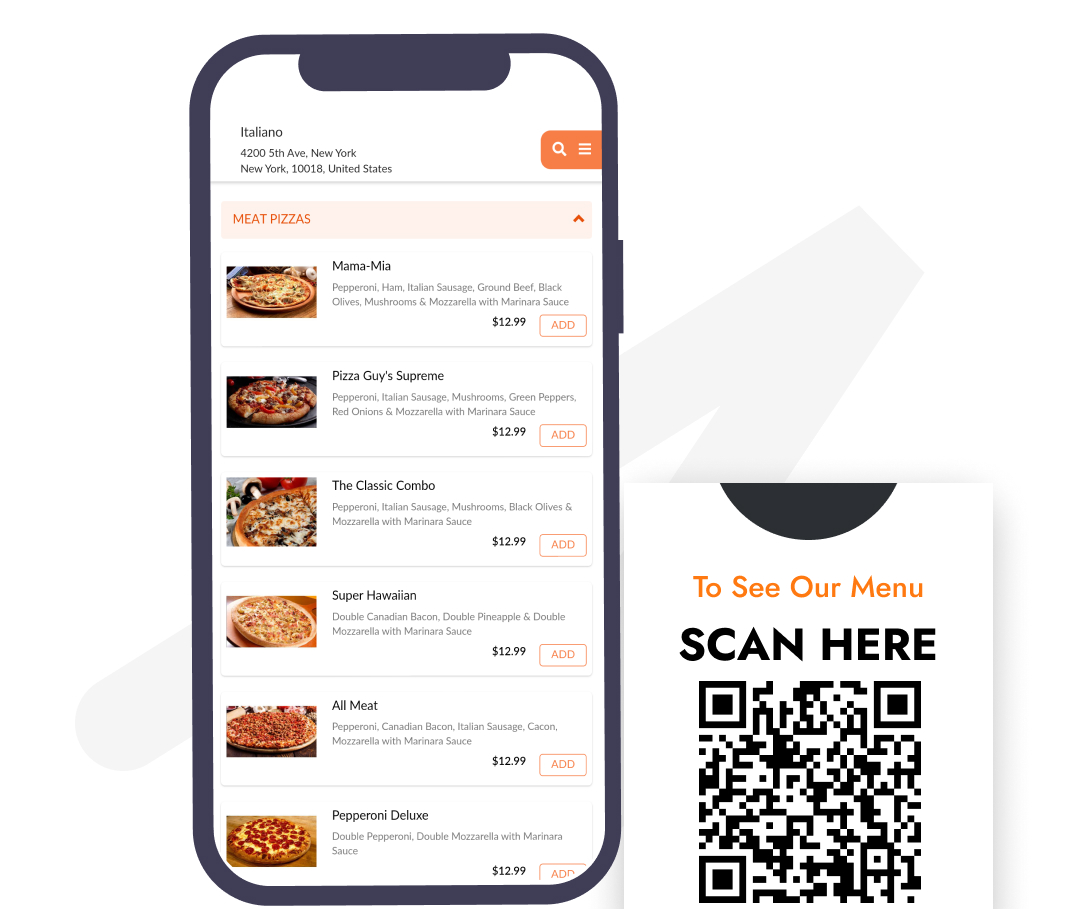 Italiano
4200 5th Ave, New York
New York, 10018, United States
MEAT PIZZAS
Mama-Mia
Pepperoni, Ham, Italian Sausage, Ground Beef, Black
Olives, Mushrooms & Mozzarella with Marinara Sauce
$12.99
ADD
Pizza Guy's Supreme
Pepperoni, Italian Sausage, Mushrooms, Green Peppers,
Red Onions & Mozzarella with Marinara Sauce
$12.99
ADD
The Classic Combo
Pepperoni, Italian Sausage, Mushrooms, Black Olives &
Mozzarella with Marinara Sauce
$12.99
ADD
Super Hawaiian
Double Canadian Bacon, Double Pineapple & Double
Mozzarella with Marinara Sauce
$12.99
ADD
All Meat
Pepperoni, Canadian Bacon, Italian Sausage, Cacon,
Mozzarella with Marinara Sauce
$12.99
ADD
Pepperoni Deluxe
Double Pepperoni, Double Mozzarella with Marinara
Sauce
$12.99
ADD
To See Our Menu
SCAN HERE